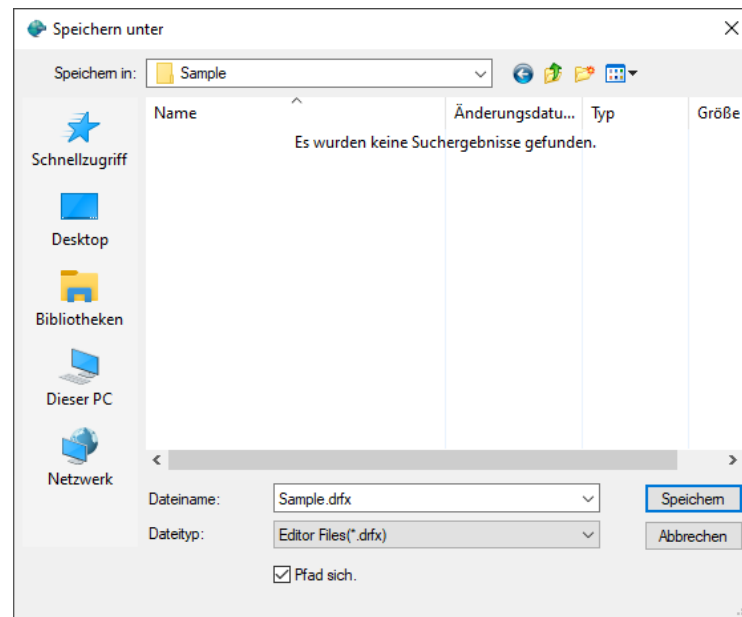 Speichern unter
Speichern in: Sample
Name Änderungsdatu... Typ Größe
Es wurden keine Suchergebnisse gefunden.
Schnellzugriff
Desktop
Bibliotheken
Dieser PC
Netzwerk
Dateiname: Sample.drfx Speichern
Dateityp: Editor Files(*.drfx) Abbrechen
Pfad sich.